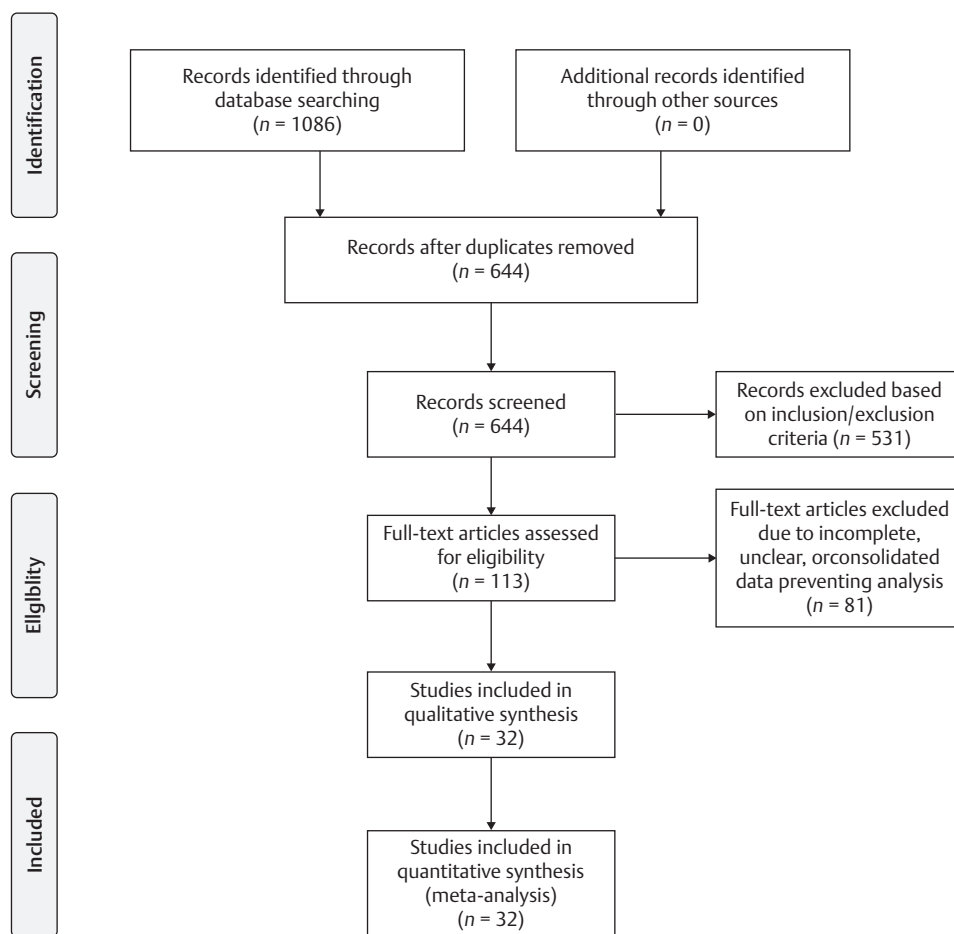 Identification
Records identified through
database searching
(n = 1086)
Additional records identified
through other sources
(n = 0)
Records after duplicates removed
(n = 644)
Screening
Records screened
(n = 644)
Records excluded based
on inclusion/exclusion
criteria (n = 531)
EllgIblIty
Full-text articles assessed
for eligibility
(n = 113)
Full-text articles excluded
due to incomplete,
unclear, orconsolidated
data preventing analysis
(n = 81)
Studies included in
qualitative synthesis
(n = 32)
Included
Studies included in
quantitative synthesis
(meta-analysis)
(n = 32)